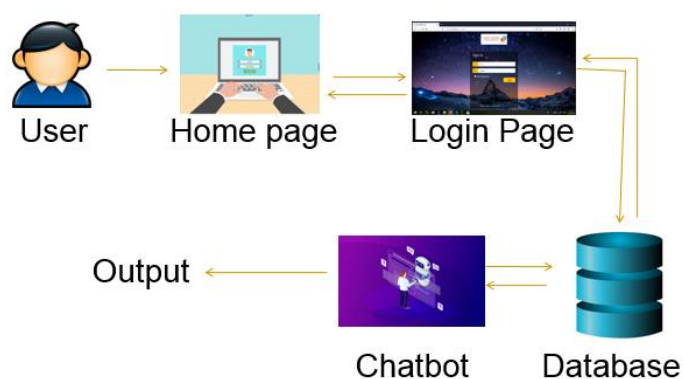 User
Home page
Login Page
Output
Chatbot
Database